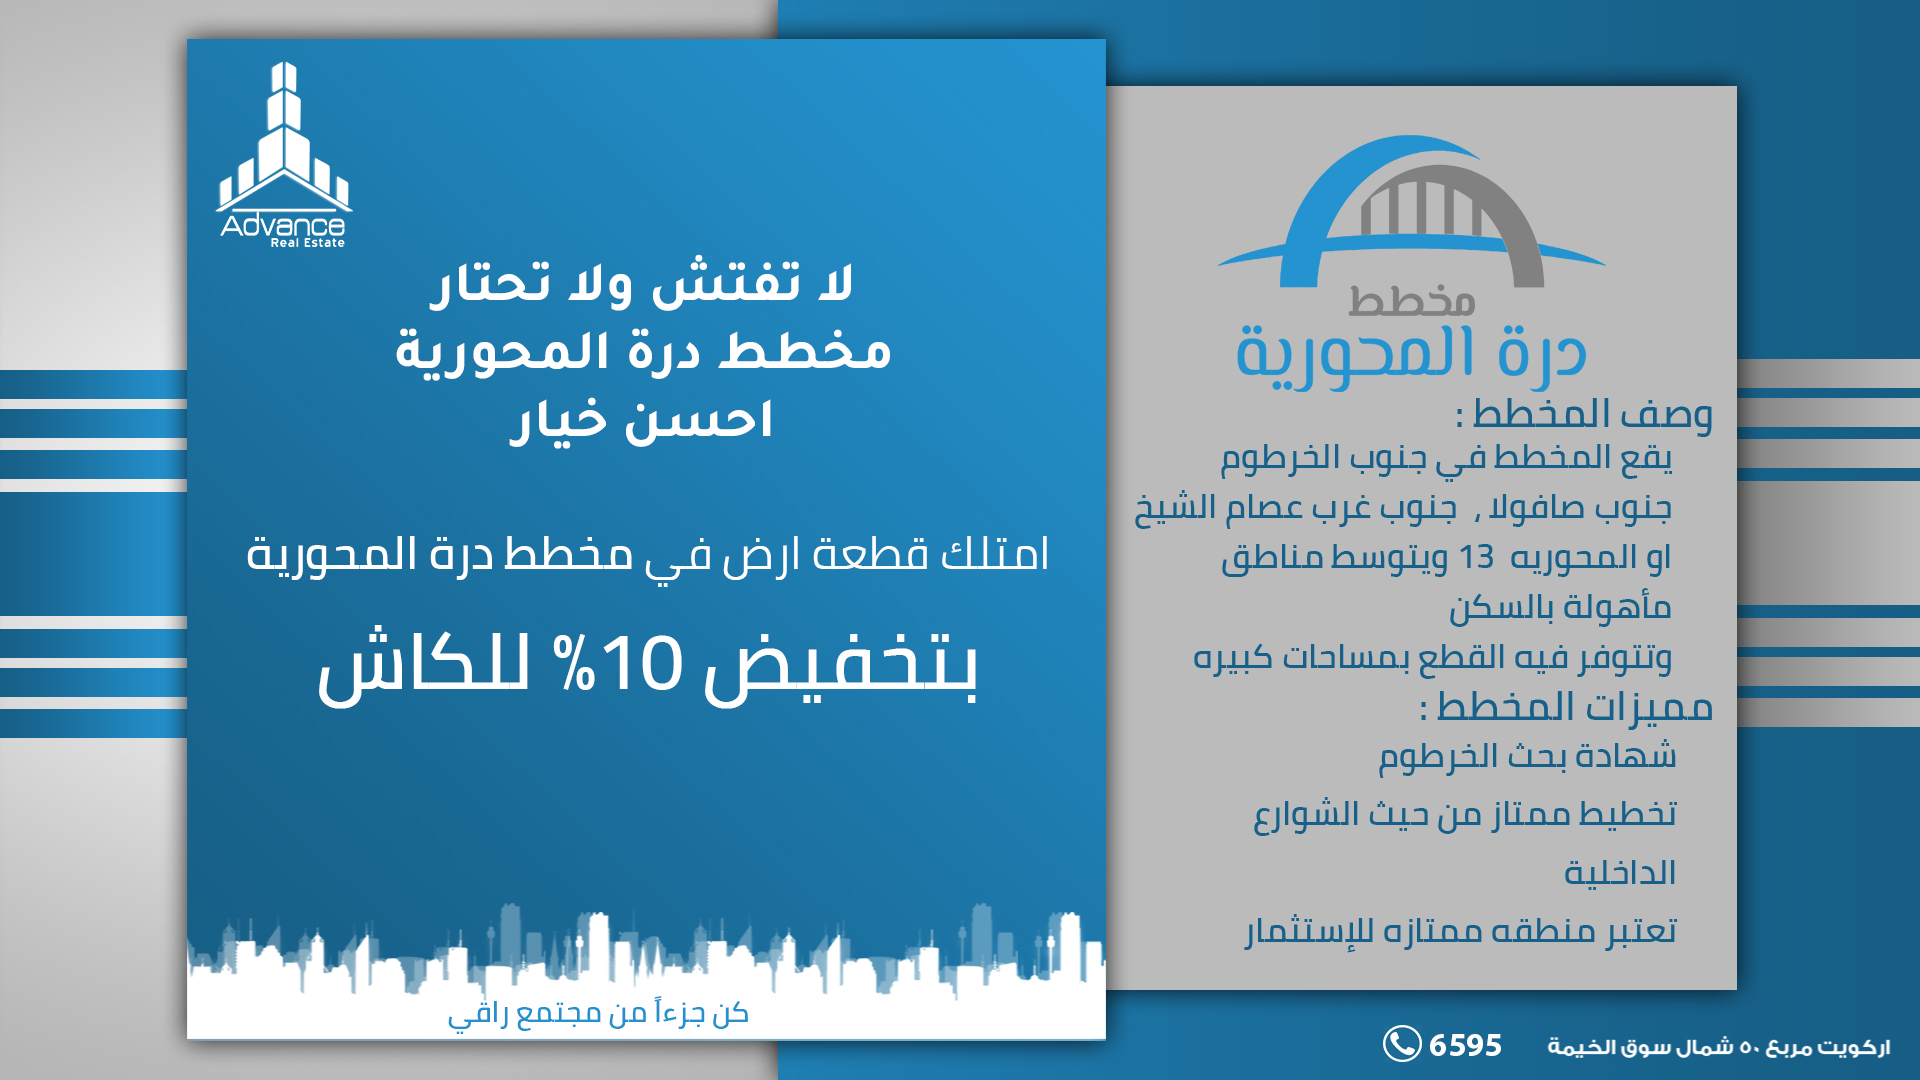 Advance
Real Estate
لا تفتش ولا تحتار
مخطط درة المحورية
احسن خيار
امتلك قطعة ارض في مخطط درة المحورية
بتخفيض 10% للكاش
كن جزءاً من مجتمع راقي
مخطط
درة المحورية
وصف المخطط :
يقع المخطط في جنوب الخرطوم
جنوب صافولا ، جنوب غرب عصام الشيخ
او المحوريه 13 ويتوسط مناطق
مأهولة بالسكن
وتتوفر فيه القطع بمساحات كبيره
مميزات المخطط :
شهادة بحث الخرطوم
تخطيط ممتاز من حيث الشوارع
الداخلية
تعتبر منطقه ممتازه للإستثمار
اركويت مربع ٥٠ شمال سوق الخيمة
6595